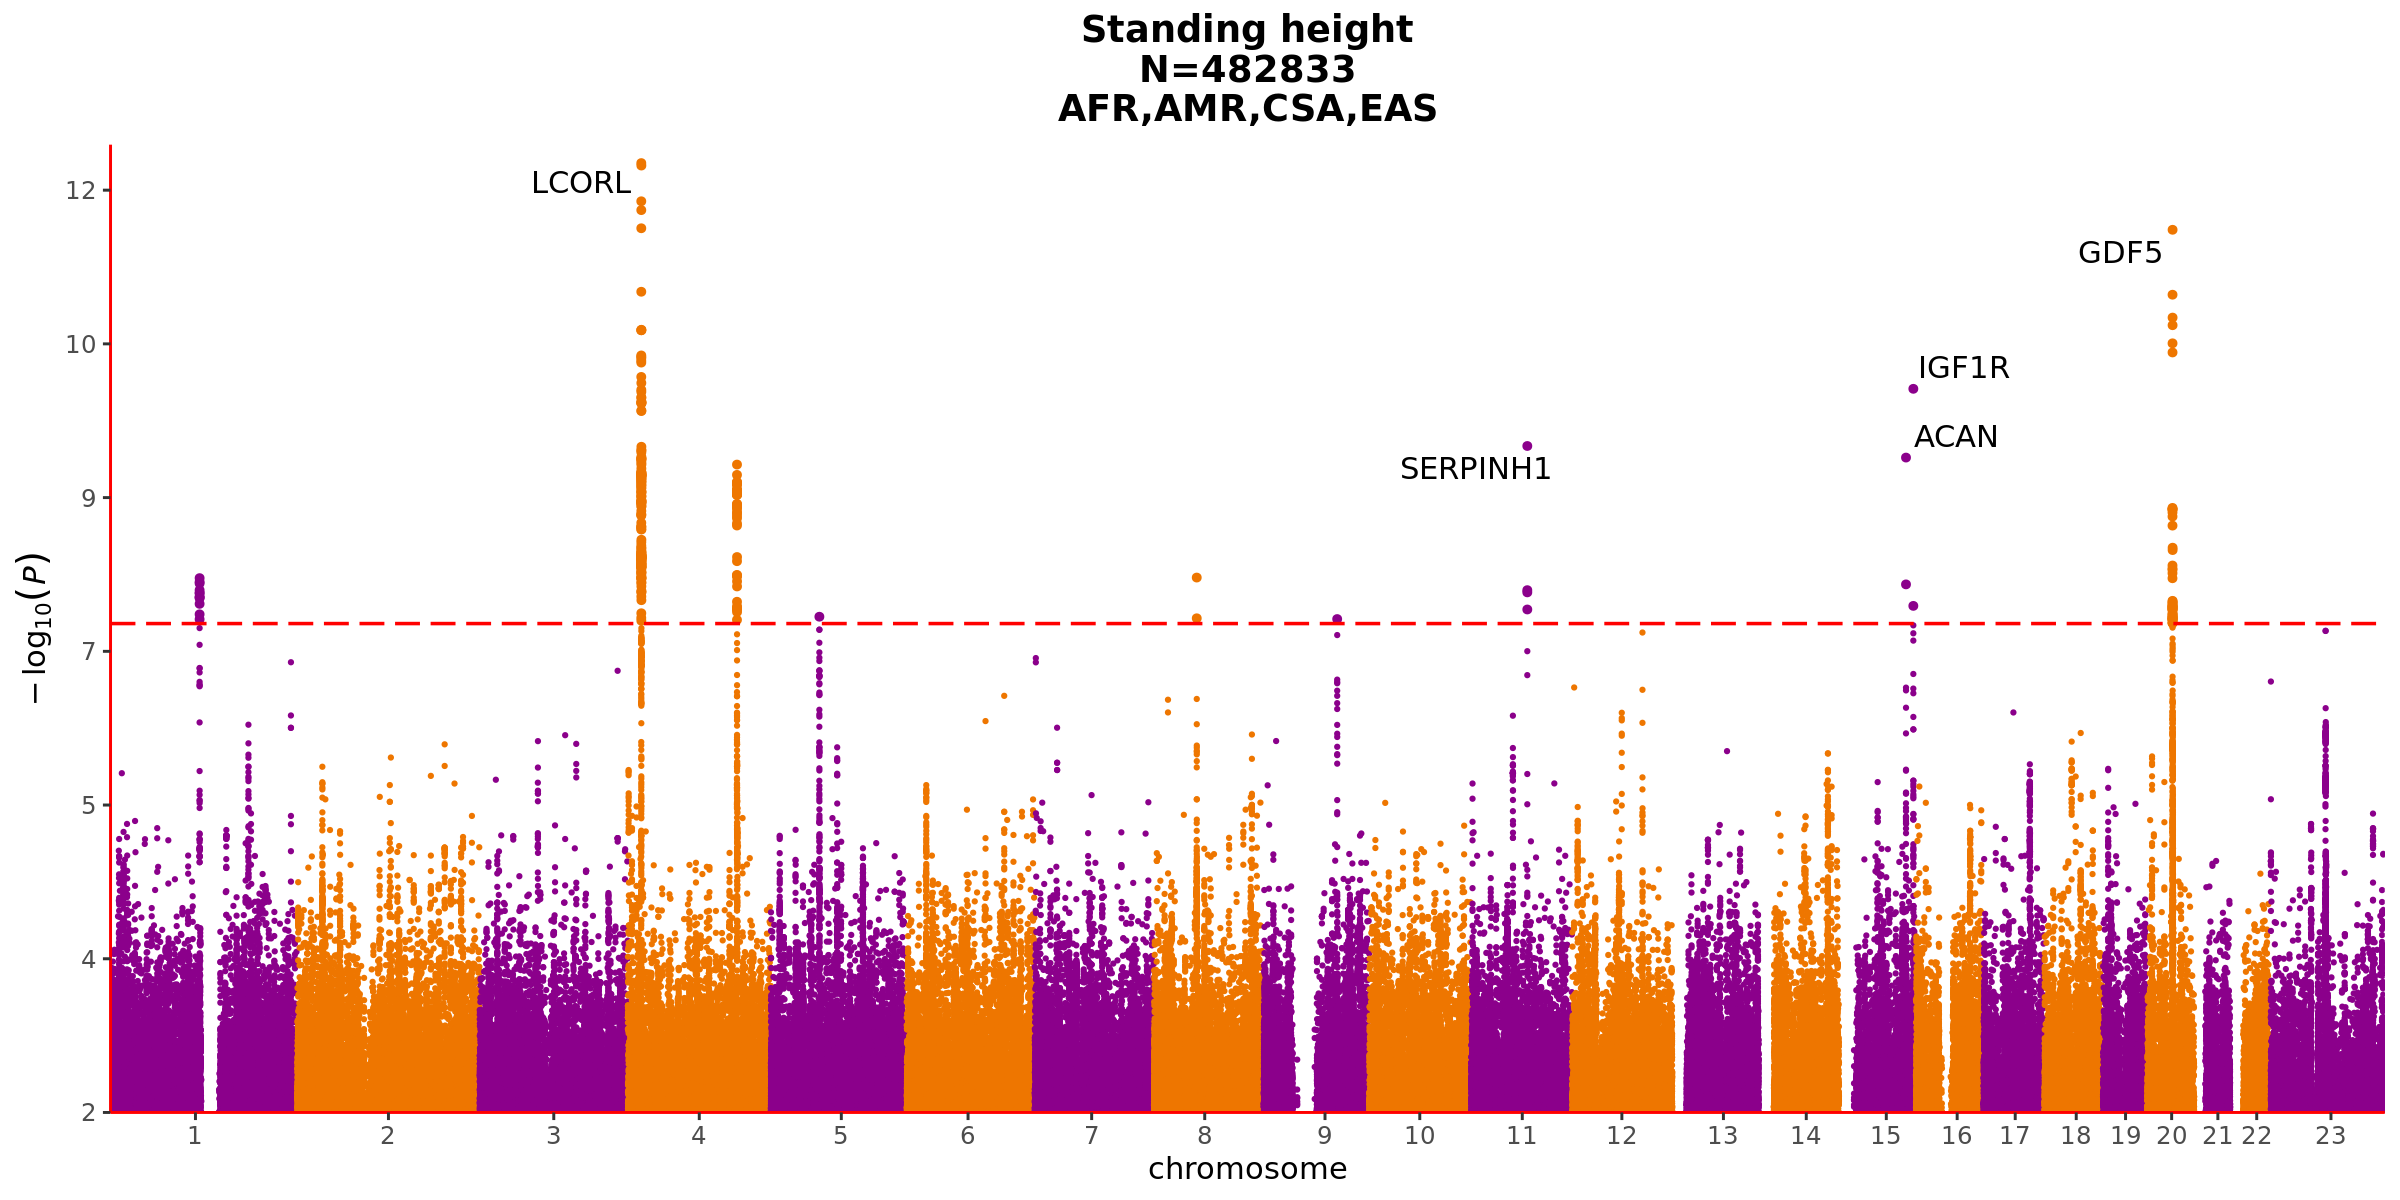 Standing height
N=482833
AFR,AMR,CSA,EAS
12
10
9
7
5
4
2
−log10(P)
LCORL
GDF5
IGF1R
ACAN
SERPINH1
1 2 3 4 5 6 7 8 9 10 11 12 13 14 15 16 17 18 19 20 21 22 23
chromosome